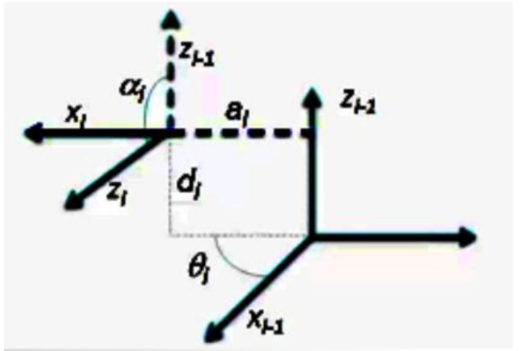 z_{i-1}
α_i
x_i
a_i
z_{i-1}
z_i
d_i
θ_i
x_{i-1}